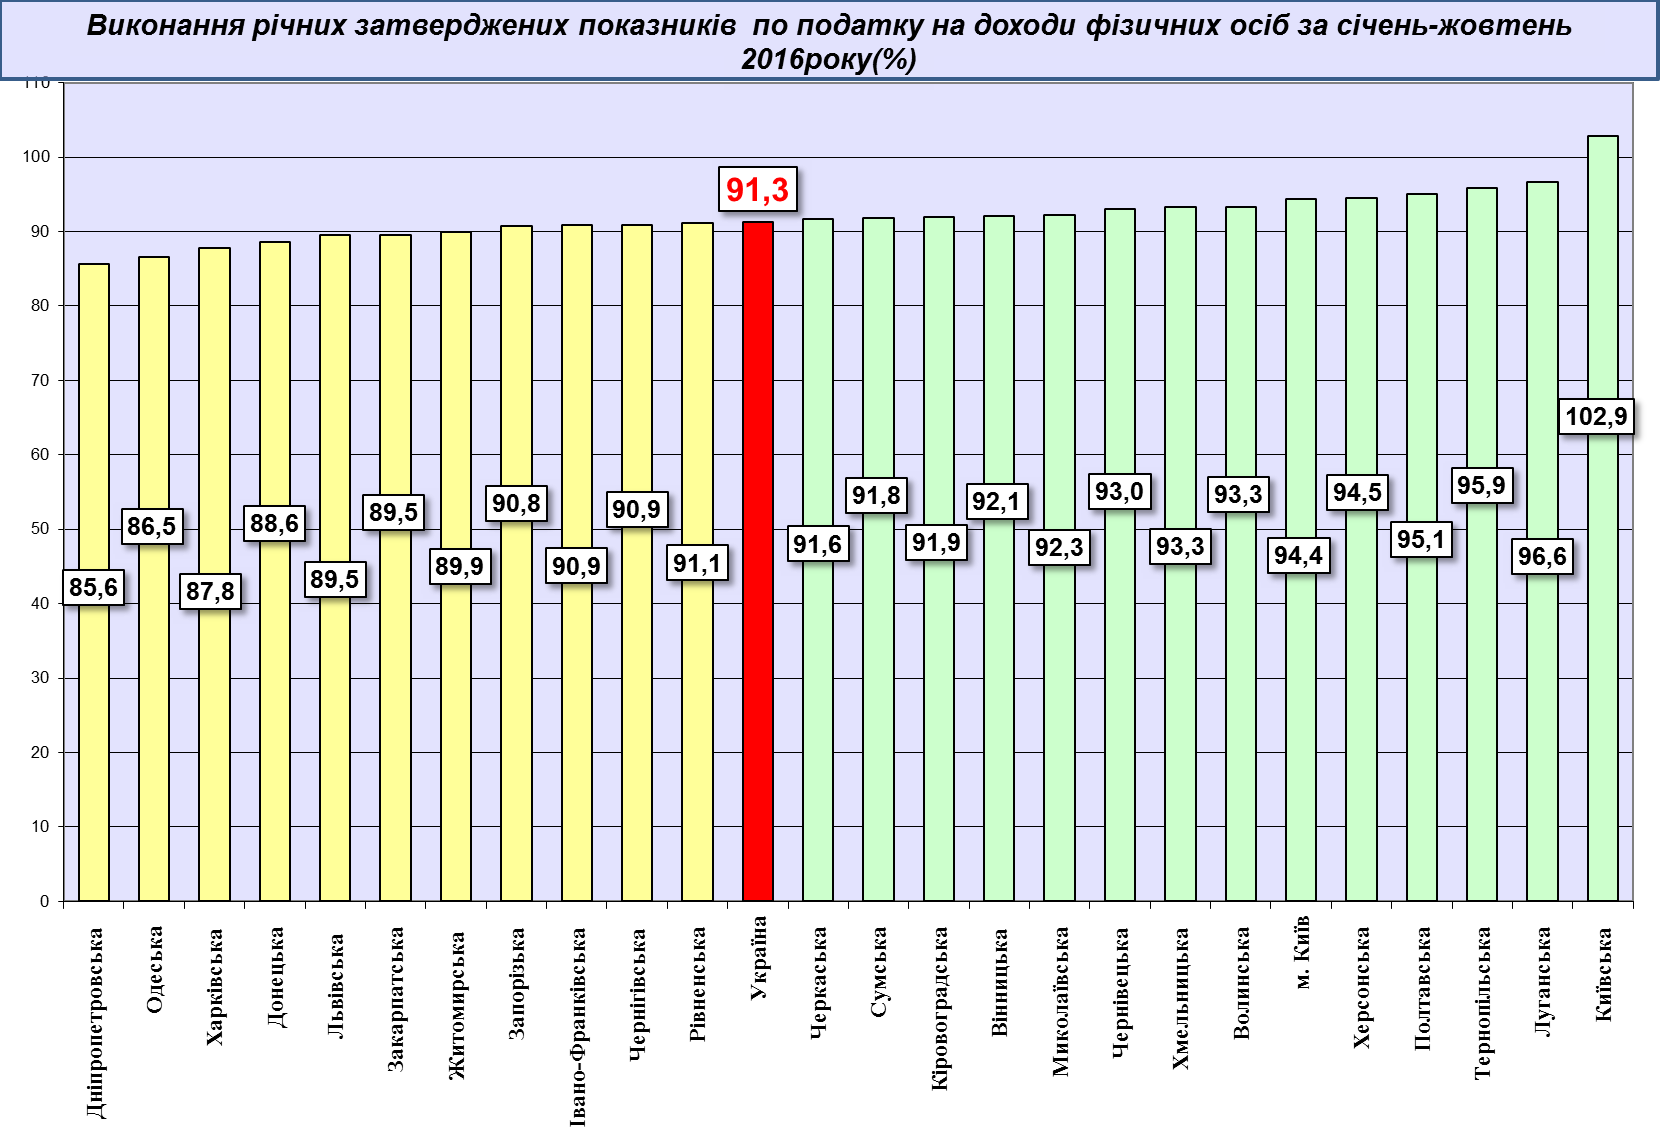 Виконання річних затверджених показників по податку на доходи фізичних осіб за січень-жовтень
2016року(%)
110
100
90
80
70
60
50
40
30
20
10
0
85,6
86,5
87,8
88,6
89,5
89,5
89,9
90,8
90,9
90,9
91,1
91,3
91,6
91,8
91,9
92,1
92,3
93,0
93,3
93,3
94,4
94,5
95,1
95,9
96,6
102,9
Дніпропетровська
Одеська
Харківська
Донецька
Львівська
Закарпатська
Житомирська
Запорізька
Івано-Франківська
Чернігівська
Рівненська
Україна
Черкаська
Сумська
Кіровоградська
Вінницька
Миколаївська
Чернівецька
Хмельницька
Волинська
м. Київ
Херсонська
Полтавська
Тернопільська
Луганська
Київська